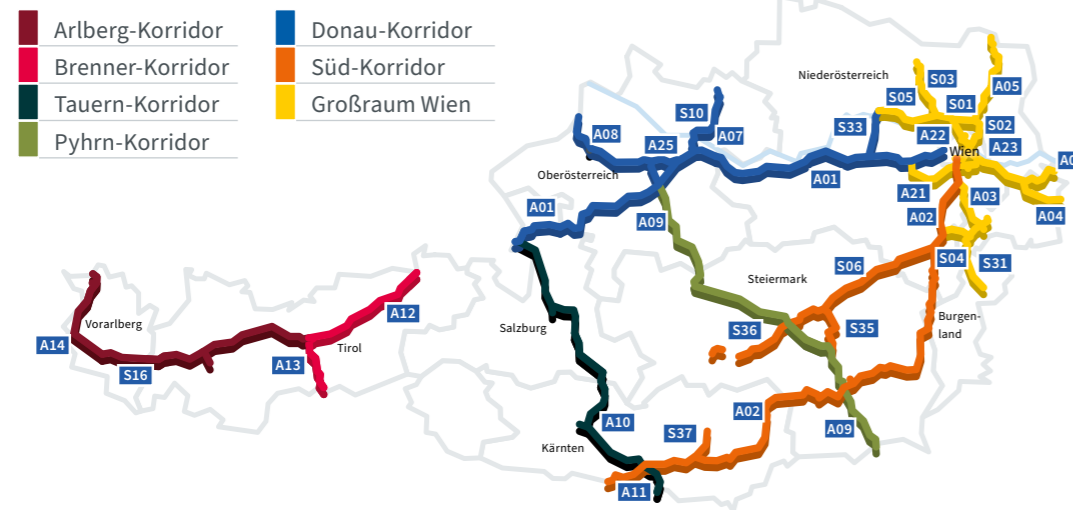 Arlberg-Korridor
Brenner-Korridor
Tauern-Korridor
Pyhrn-Korridor
Donau-Korridor
Süd-Korridor
Großraum Wien
Niederösterreich
S03
A05
S05
S01
S10
S33
A22
S02
A08
A25
A07
A23
Wien
Oberösterreich
A01
A21
A03
A01
A09
A02
A04
S04
S31
Steiermark
S06
A12
Vorarlberg
Salzburg
S36
S35
Burgen-
land
A14
Tirol
A13
S16
A10
A02
S37
A09
Kärnten
A11